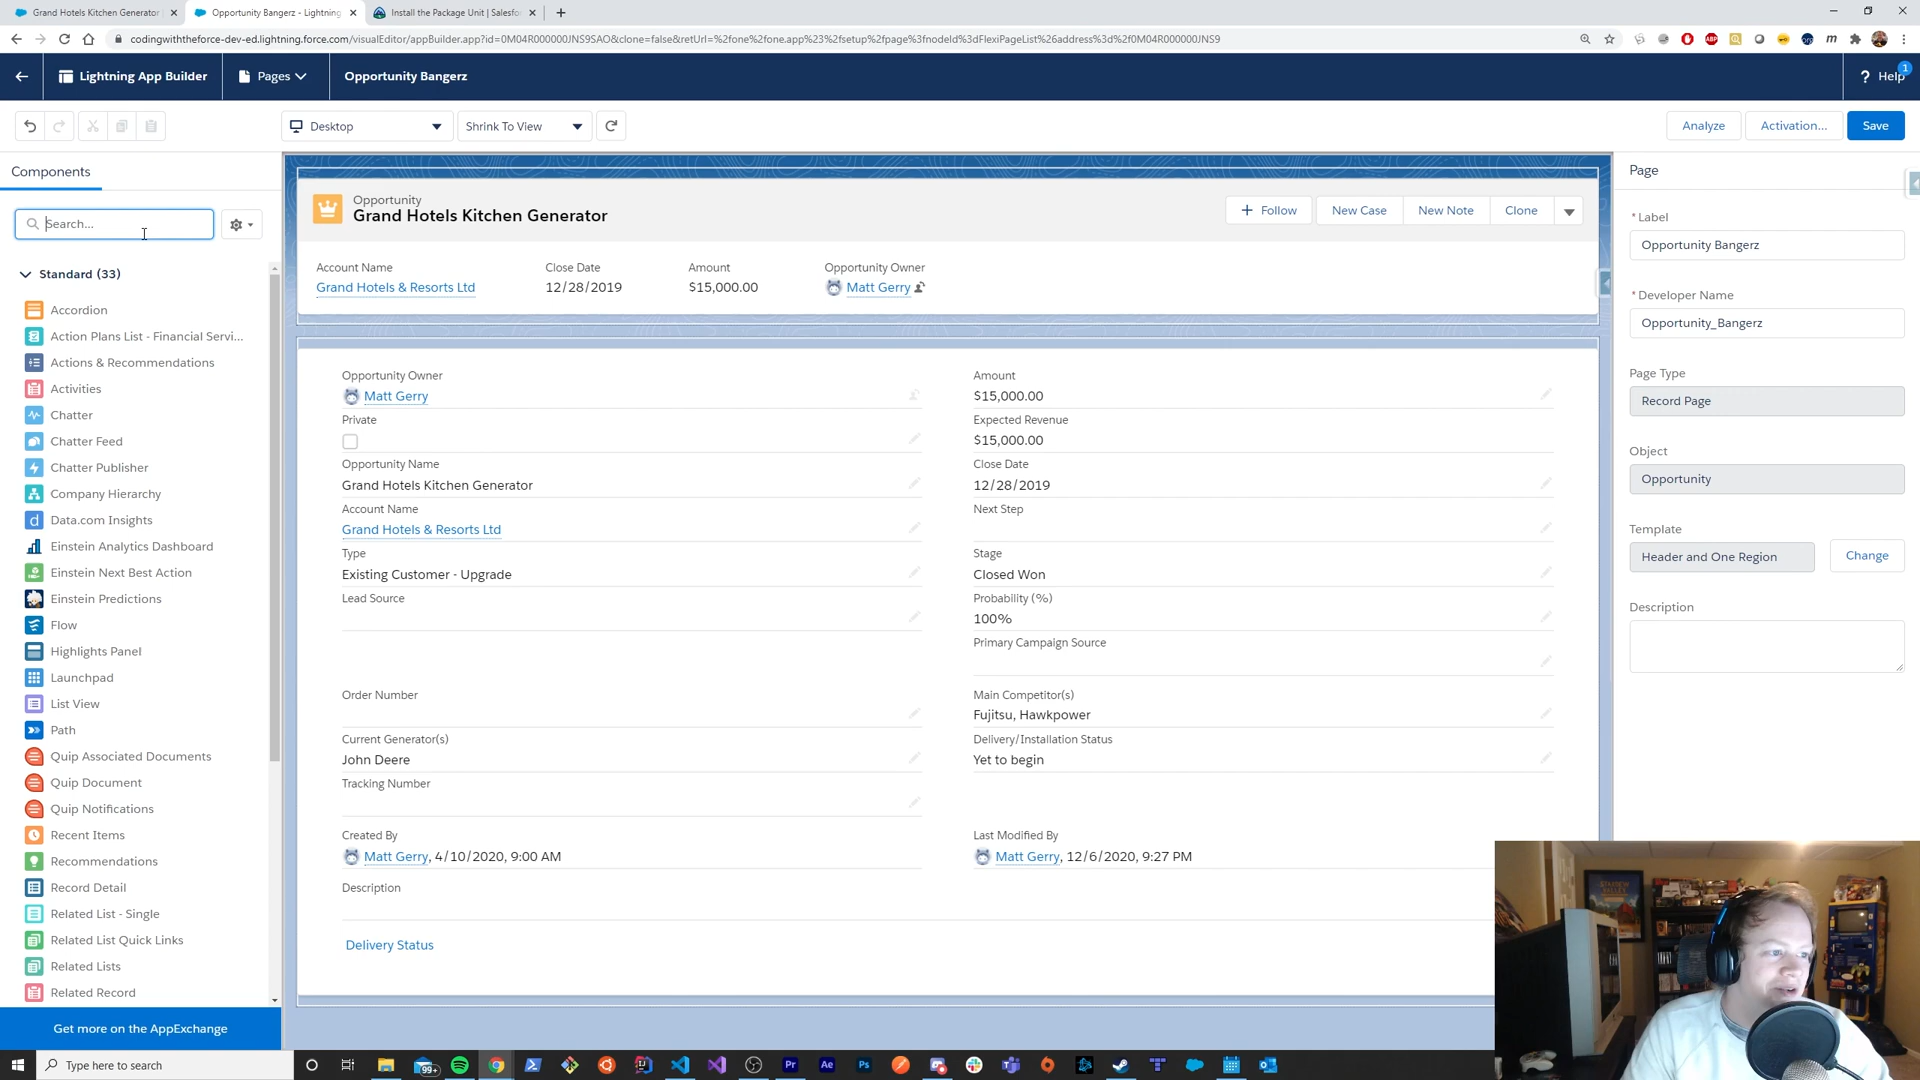 Grand Hotels Kitchen Generator
Opportunity Bangerz - Lightning
Install the Package Unit | Salesfo
codingwiththeforce-dev-ed.lightning.force.com/visualEditor/appBuilder.app?id=0M04R000000JNS9SAO&clone=false&retUrl=%2fone%2fone.app%23%2fsetup%2fpage%3fnodeId%3dFlexiPageList%26address%3d%2f0M04R000000JNS9
Lightning App Builder
Pages
Opportunity Bangerz
? Help
1
Desktop
Shrink To View
Analyze
Activation...
Save
Components
Search...
Standard (33)
Accordion
Action Plans List - Financial Servi...
Actions & Recommendations
Activities
Chatter
Chatter Feed
Chatter Publisher
Company Hierarchy
Data.com Insights
Einstein Analytics Dashboard
Einstein Next Best Action
Einstein Predictions
Flow
Highlights Panel
Launchpad
List View
Path
Quip Associated Documents
Quip Document
Quip Notifications
Recent Items
Recommendations
Record Detail
Related List - Single
Related List Quick Links
Related Lists
Related Record
Get more on the AppExchange
Opportunity
Grand Hotels Kitchen Generator
+ Follow
New Case
New Note
Clone
Account Name
Grand Hotels & Resorts Ltd
Close Date
12/28/2019
Amount
$15,000.00
Opportunity Owner
Matt Gerry
Opportunity Owner
Matt Gerry
Private
Opportunity Name
Grand Hotels Kitchen Generator
Account Name
Grand Hotels & Resorts Ltd
Type
Existing Customer - Upgrade
Lead Source
Order Number
Current Generator(s)
John Deere
Tracking Number
Created By
Matt Gerry, 4/10/2020, 9:00 AM
Description
Delivery Status
Amount
$15,000.00
Expected Revenue
$15,000.00
Close Date
12/28/2019
Next Step
Stage
Closed Won
Probability (%)
100%
Primary Campaign Source
Main Competitor(s)
Fujitsu, Hawkpower
Delivery/Installation Status
Yet to begin
Last Modified By
Matt Gerry, 12/6/2020, 9:27 PM
Page
* Label
Opportunity Bangerz
* Developer Name
Opportunity_Bangerz
Page Type
Record Page
Object
Opportunity
Template
Header and One Region
Change
Description
Type here to search
99+